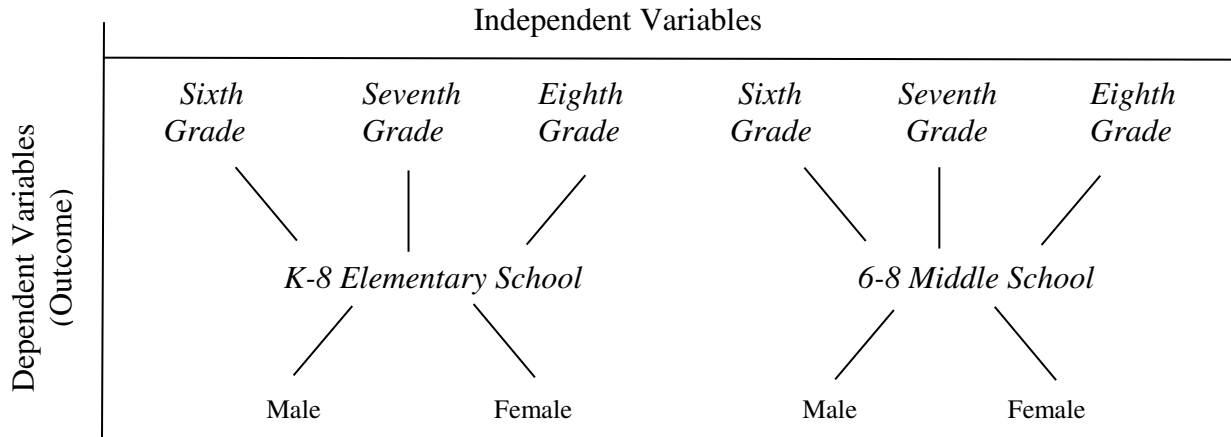 Independent Variables
Dependent Variables
(Outcome)
Sixth
Grade
Seventh
Grade
Eighth
Grade
Sixth
Grade
Seventh
Grade
Eighth
Grade
K-8 Elementary School
6-8 Middle School
Male
Female
Male
Female